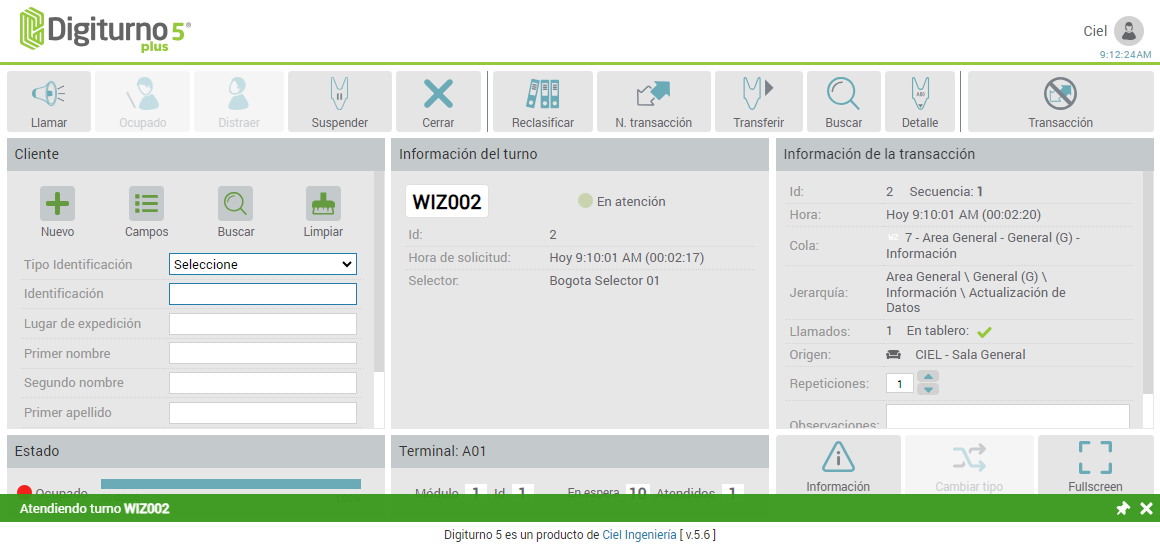 Digiturno 5®
plus
Ciel
9:12:24AM
Llamar
Ocupado
Distraer
Suspender
Cerrar
Reclasificar
N. transacción
Transferir
Buscar
Detalle
Transacción
Cliente
Nuevo
Campos
Buscar
Limpiar
Tipo Identificación Seleccione
Identificación
Lugar de expedición
Primer nombre
Segundo nombre
Primer apellido
Información del turno
WIZ002 En atención
Id: 2
Hora de solicitud: Hoy 9:10:01 AM (00:02:17)
Selector: Bogota Selector 01
Información de la transacción
Id: 2 Secuencia: 1
Hora: Hoy 9:10:01 AM (00:02:20)
Cola: WZ 7 - Area General - General (G) -
Información
Jerarquía: Area General \ General (G) \
Información \ Actualización de
Datos
Llamados: 1 En tablero:
Origen: CIEL - Sala General
Repeticiones: 1
Observaciones:
Estado
Ocupado
Terminal: A01
Módulo 1 Id 1 En espera 10 Atendidos 1
Información
Cambiar tipo
Fullscreen
Atendiendo turno WIZ002
Digiturno 5 es un producto de Ciel Ingeniería [ v.5.6 ]